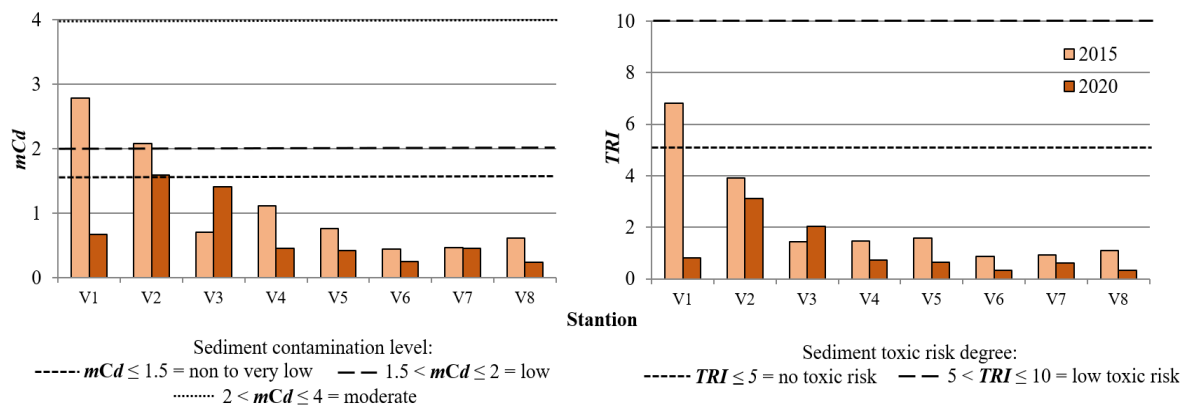 4
3
2
1
0
mCd
V1 V2 V3 V4 V5 V6 V7 V8
10
8
6
4
2
0
TRI
2015
2020
V1 V2 V3 V4 V5 V6 V7 V8
Stantion
Sediment contamination level:
mCd ≤ 1.5 = non to very low 1.5 < mCd ≤ 2 = low
2 < mCd ≤ 4 = moderate
Sediment toxic risk degree:
TRI ≤ 5 = no toxic risk 5 < TRI ≤ 10 = low toxic risk